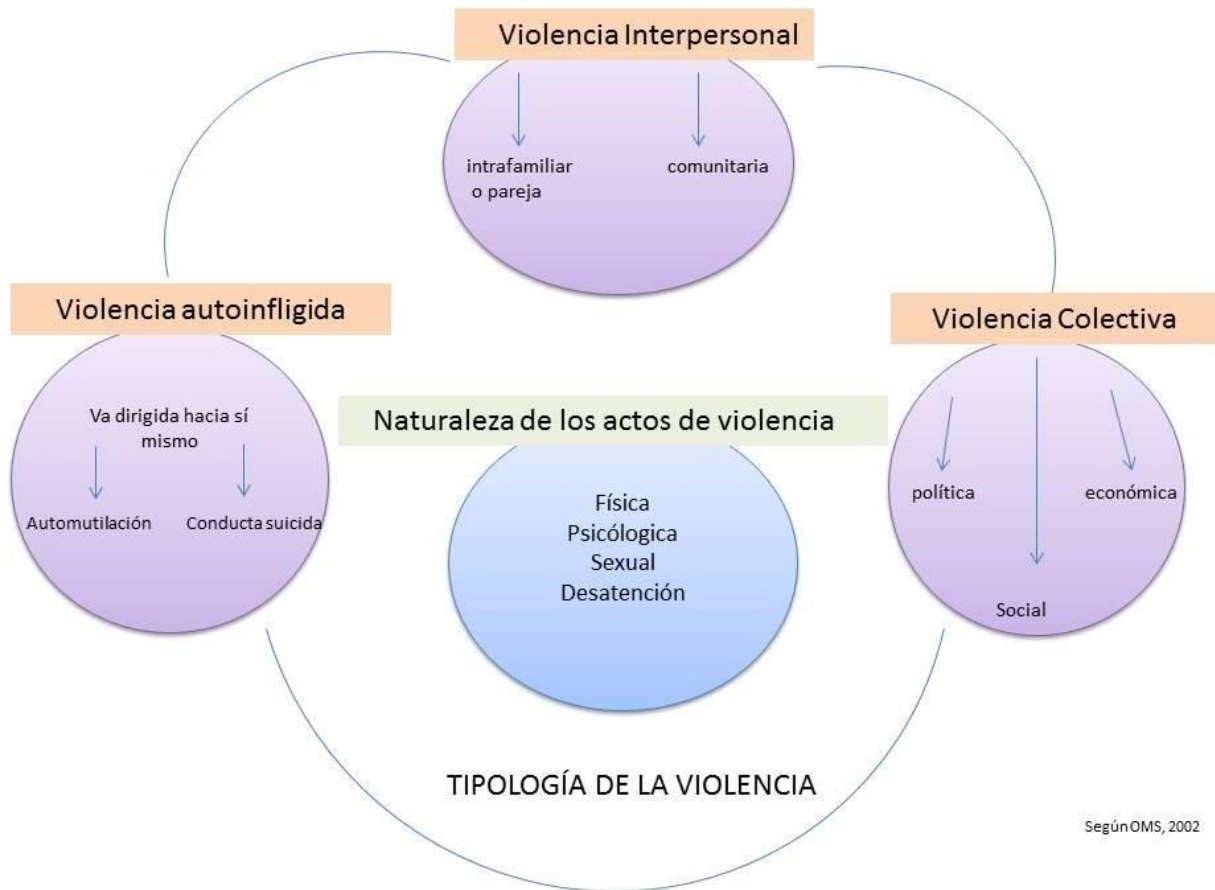 Violencia Interpersonal
intrafamiliar
o pareja
comunitaria
Violencia autoinfligida
Va dirigida hacia sí
mismo
Automutilación
Conducta suicida
Violencia Colectiva
política
económica
Social
Naturaleza de los actos de violencia
Física
Psicólogica
Sexual
Desatención
TIPOLOGÍA DE LA VIOLENCIA
Según OMS, 2002